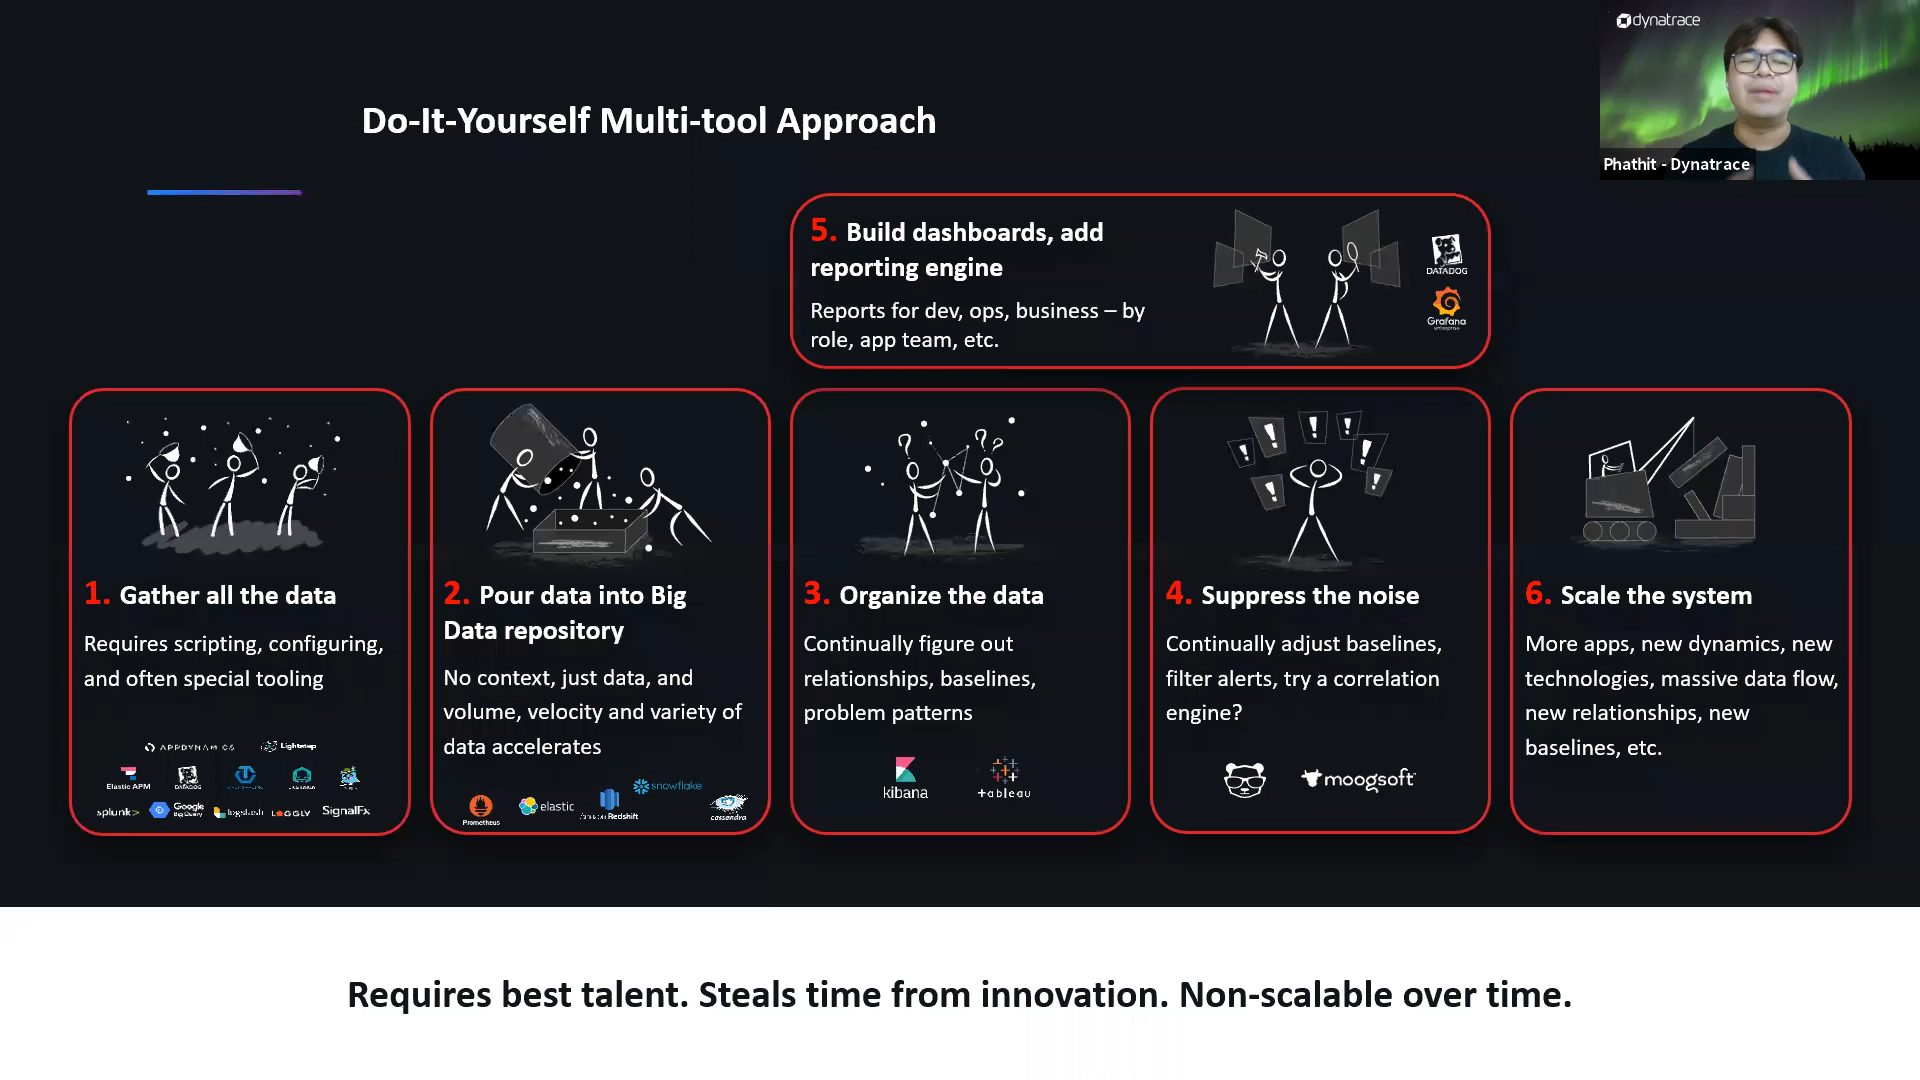 dynatrace
Phathit - Dynatrace
Do-It-Yourself Multi-tool Approach
5. Build dashboards, add
reporting engine
Reports for dev, ops, business – by
role, app team, etc.
DATADOG
Grafana
1. Gather all the data
Requires scripting, configuring,
and often special tooling
APPDYNAMICS
Lightstep
Elastic APM
DATADOG
splunk>
Google
Big Query
logstash
LOGGLY
SignalFx
2. Pour data into Big
Data repository
No context, just data, and
volume, velocity and variety of
data accelerates
snowflake
Prometheus
elastic
Amazon Redshift
cassandra
3. Organize the data
Continually figure out
relationships, baselines,
problem patterns
kibana
+ableau
4. Suppress the noise
Continually adjust baselines,
filter alerts, try a correlation
engine?
moogsoft
6. Scale the system
More apps, new dynamics, new
technologies, massive data flow,
new relationships, new
baselines, etc.
Requires best talent. Steals time from innovation. Non-scalable over time.